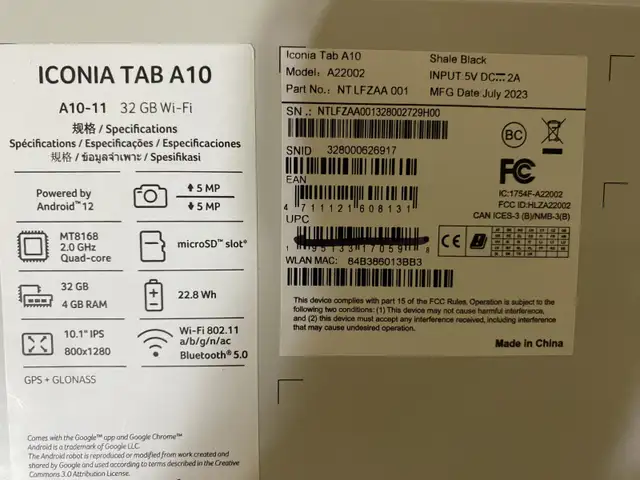 ICONIA TAB A10
A10-11 32 GB Wi-Fi
规格 / Specifications
Spécifications / Especificações / Especificaciones
規格 / ข้อมูลจำเพาะ / Spesifikasi
Powered by
Android™ 12
5 MP
5 MP
MT8168
2.0 GHz
Quad-core
microSD™ slot*
32 GB
4 GB RAM
22.8 Wh
10.1" IPS
800x1280
Wi-Fi 802.11
a/b/g/n/ac
Bluetooth® 5.0
GPS + GLONASS
Comes with the Google™ app and Google Chrome™
Android is a trademark of Google LLC.
The Android robot is reproduced or modified from work created and
shared by Google and used according to terms described in the Creative
Commons 3.0 Attribution License.
Iconia Tab A10 Shale Black
Model: A22002 INPUT 5V DC⎓2A
Part No.: NT LFZAA 001 MFG Date July 2023
SN .: NTLFZAA001328002729H00
SNID 328000626917
EAN
4 711121 608131
UPC
1 95133 17059 8
WLAN MAC: 84B386013BB3
BC
FC
IC:1754F-A22002
FCC ID:HLZA22002
CAN ICES-3 (B)/NMB-3(B)
CE
This device complies with part 15 of the FCC Rules, Operation is subject to the
following two conditions: (1) This device may not cause harmful interference,
and (2) this device must accept any interference received, including interference
that may cause undesired operation.
Made in China